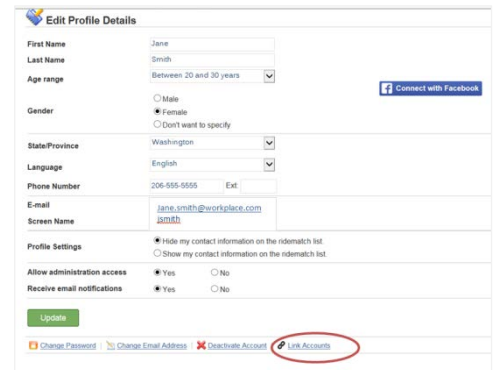 Edit Profile Details
First Name Jane
Last Name Smith
Age range Between 20 and 30 years
Connect with Facebook
Male
Gender Female
Don't want to specify
State/Province Washington
Language English
Phone Number 206-555-5555 Ext:
E-mail Jane.smith@workplace.com
Screen Name jsmith
Profile Settings Hide my contact information on the ridematch list.
Show my contact information on the ridematch list.
Allow administration access Yes No
Receive email notifications Yes No
Update
Change Password | Change Email Address | Deactivate Account | Link Accounts